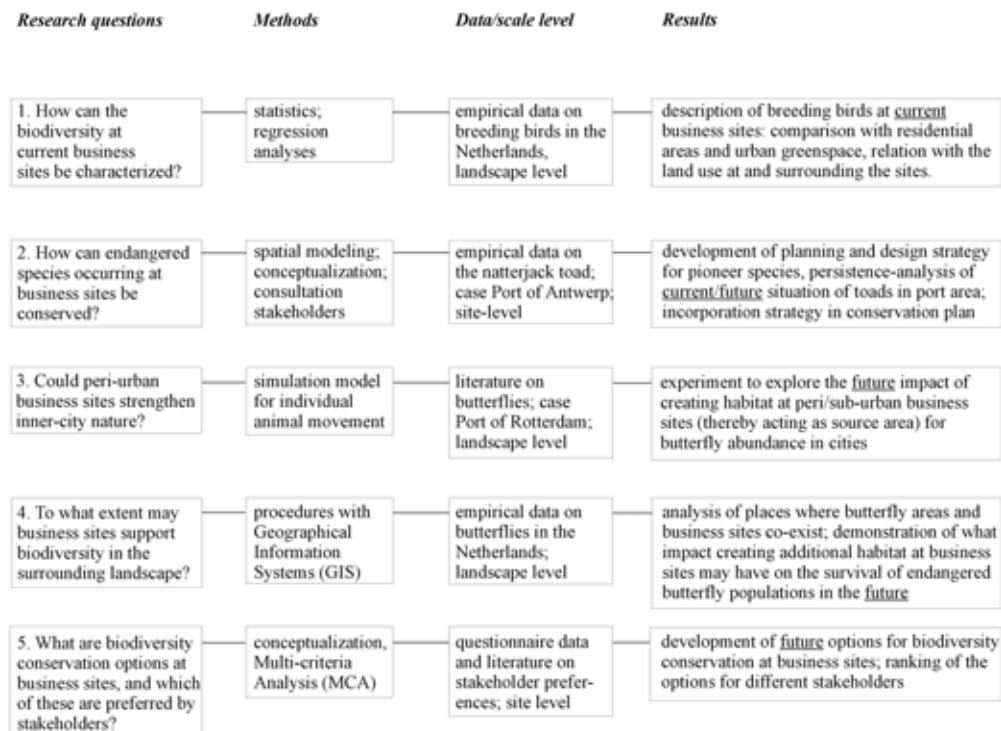 Research questions
Methods
Data/scale level
Results
1. How can the
biodiversity at
current business
sites be characterized?
statistics;
regression
analyses
empirical data on
breeding birds in the
Netherlands,
landscape level
description of breeding birds at current
business sites: comparison with residential
areas and urban greenspace, relation with the
land use at and surrounding the sites.
2. How can endangered
species occurring at
business sites be
conserved?
spatial modeling;
conceptualization;
consultation
stakeholders
empirical data on
the natterjack toad;
case Port of Antwerp;
site-level
development of planning and design strategy
for pioneer species, persistence-analysis of
current/future situation of toads in port area;
incorporation strategy in conservation plan
3. Could peri-urban
business sites strengthen
inner-city nature?
simulation model
for individual
animal movement
literature on
butterflies; case
Port of Rotterdam;
landscape level
experiment to explore the future impact of
creating habitat at peri/sub-urban business
sites (thereby acting as source area) for
butterfly abundance in cities
4. To what extent may
business sites support
biodiversity in the
surrounding landscape?
procedures with
Geographical
Information
Systems (GIS)
empirical data on
butterflies in the
Netherlands;
landscape level
analysis of places where butterfly areas and
business sites co-exist; demonstration of what
impact creating additional habitat at business
sites may have on the survival of endangered
butterfly populations in the future
5. What are biodiversity
conservation options at
business sites, and which
of these are preferred by
stakeholders?
conceptualization,
Multi-criteria
Analysis (MCA)
questionnaire data
and literature on
stakeholder prefer-
ences; site level
development of future options for biodiversity
conservation at business sites; ranking of the
options for different stakeholders